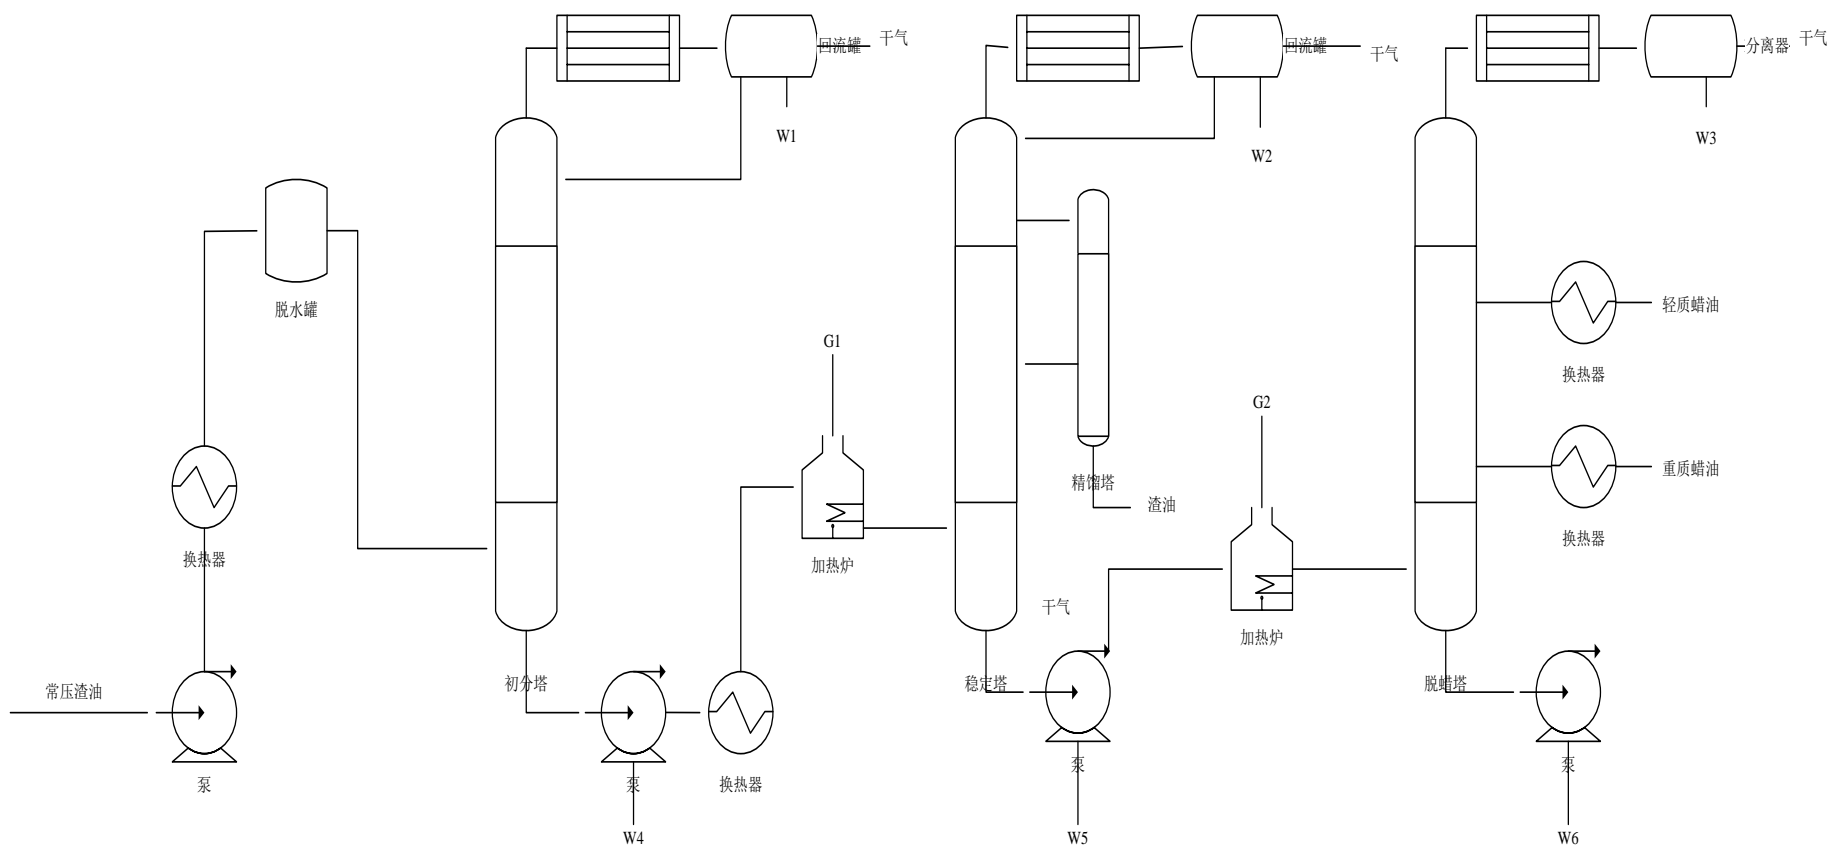 回流罐
干气
回流罐
干气
分离器
干气
W1
W2
W3
脱水罐
轻质蜡油
G1
换热器
G2
重质蜡油
精馏塔
渣油
换热器
换热器
加热炉
干气
加热炉
常压渣油
初分塔
稳定塔
脱蜡塔
泵
泵
换热器
泵
泵
W4
W5
W6